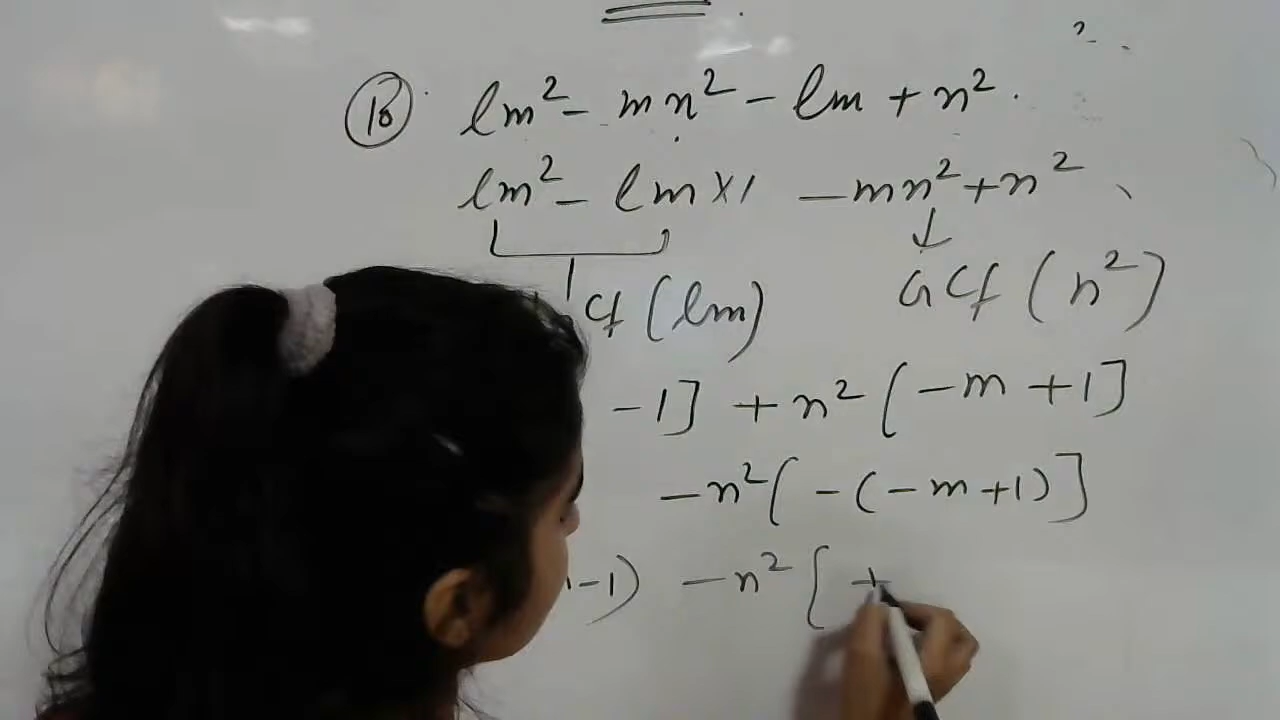 18 lm² - mn² - lm + n².
lm² - lm×1 - mn² + n²
Cf (lm) GCf (n²)
-1] + n² [-m +1]
-n² [-(-m+1)]
-1) -n² [+